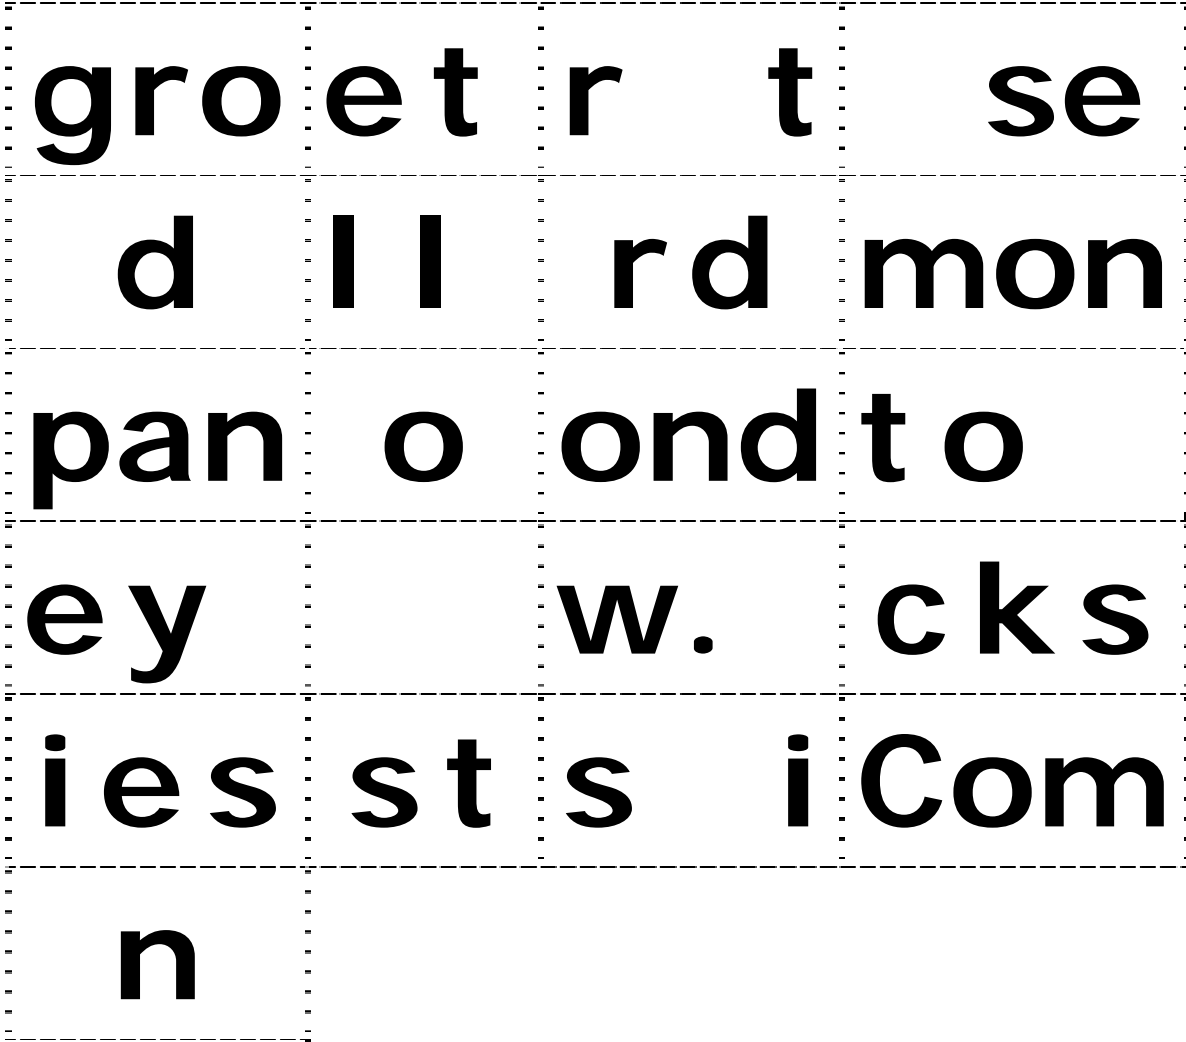 gro et r t se
d ll rd mon
pan o ond to
ey w. cks
ies st s i Com
n